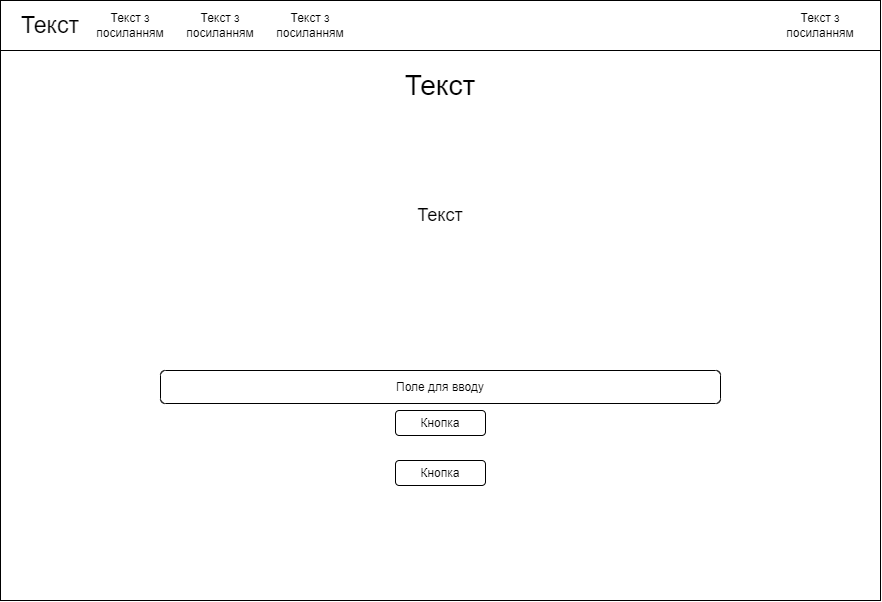 Текст
Текст з
посиланням
Текст з
посиланням
Текст з
посиланням
Текст з
посиланням
Текст
Текст
Поле для вводу
Кнопка
Кнопка